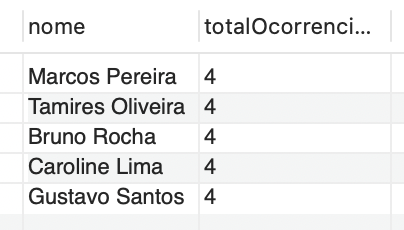 nome totalOcorrenci...
Marcos Pereira 4
Tamires Oliveira 4
Bruno Rocha 4
Caroline Lima 4
Gustavo Santos 4